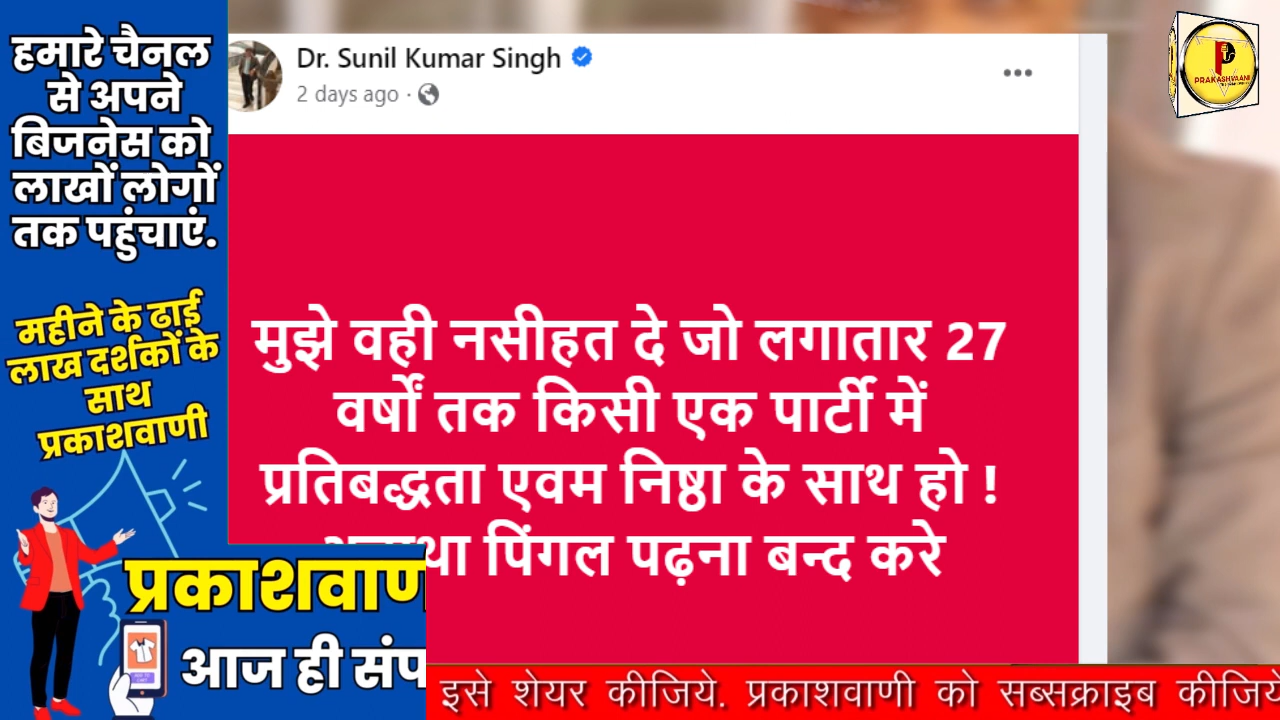 हमारे चैनल
से अपने
बिजनेस को
लाखों लोगों
तक पहुंचाएं.
महीने के ढाई
लाख दर्शकों के
साथ
प्रकाशवाणी
आज ही
Dr. Sunil Kumar Singh
2 days ago ·
मुझे वही नसीहत दे जो लगातार 27
वर्षों तक किसी एक पार्टी में
प्रतिबद्धता एवम निष्ठा के साथ हो !
पिंगल पढ़ना बन्द करे
PRAKASHVAANI
इसे शेयर कीजिये. प्रकाशवाणी को सब्सक्राइब कीजिये